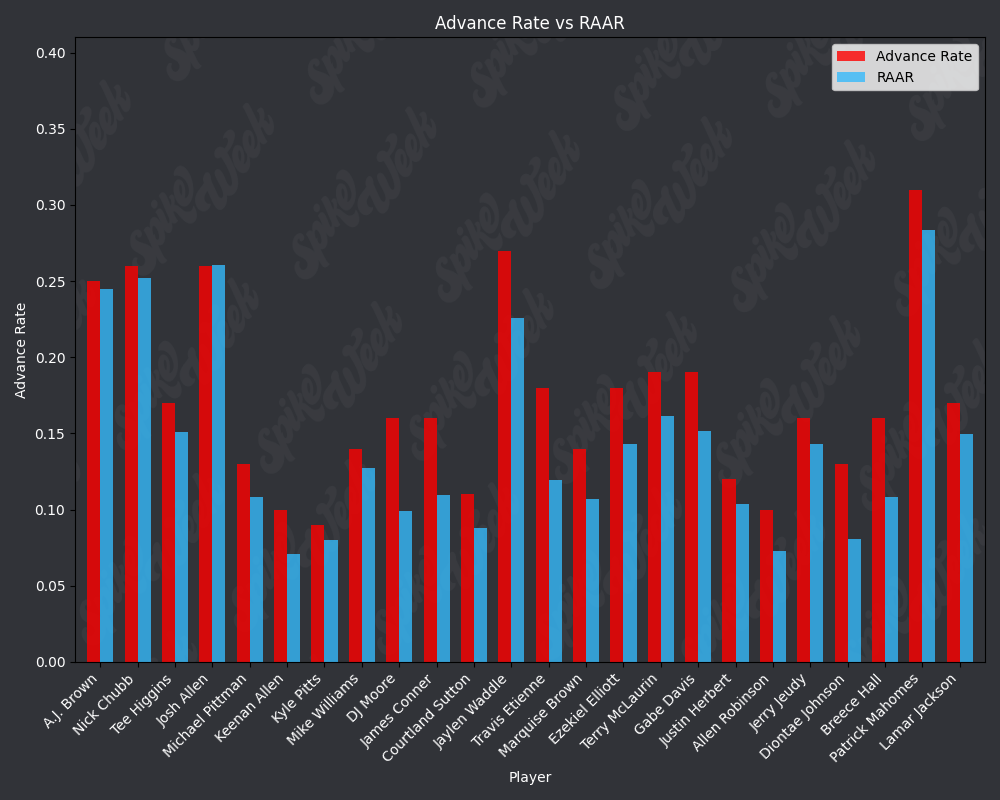 Advance Rate vs RAAR
Advance Rate
RAAR
0.40
0.35
0.30
0.25
0.20
0.15
0.10
0.05
0.00
Advance Rate
A.J. Brown
Nick Chubb
Tee Higgins
Josh Allen
Michael Pittman
Keenan Allen
Kyle Pitts
Mike Williams
DJ Moore
James Conner
Courtland Sutton
Jaylen Waddle
Travis Etienne
Marquise Brown
Ezekiel Elliott
Terry McLaurin
Gabe Davis
Justin Herbert
Allen Robinson
Jerry Jeudy
Diontae Johnson
Breece Hall
Patrick Mahomes
Lamar Jackson
Player
Spike Week